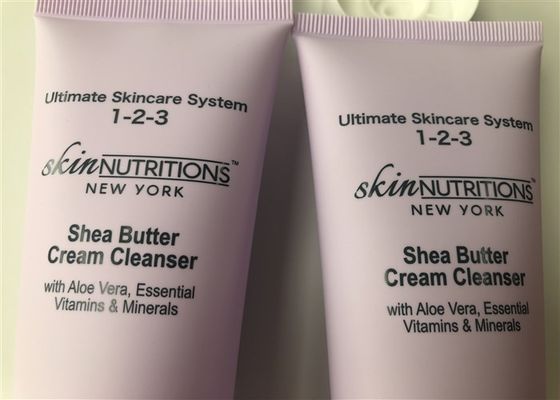 Ultimate Skincare System
1-2-3
skinNUTRITIONS™
NEW YORK
Shea Butter
Cream Cleanser
with Aloe Vera, Essential
Vitamins & Minerals
Ultimate Skincare System
1-2-3
skinNUTRITIONS™
NEW YORK
Shea Butter
Cream Cleanser
with Aloe Vera, Essential
Vitamins & Minerals